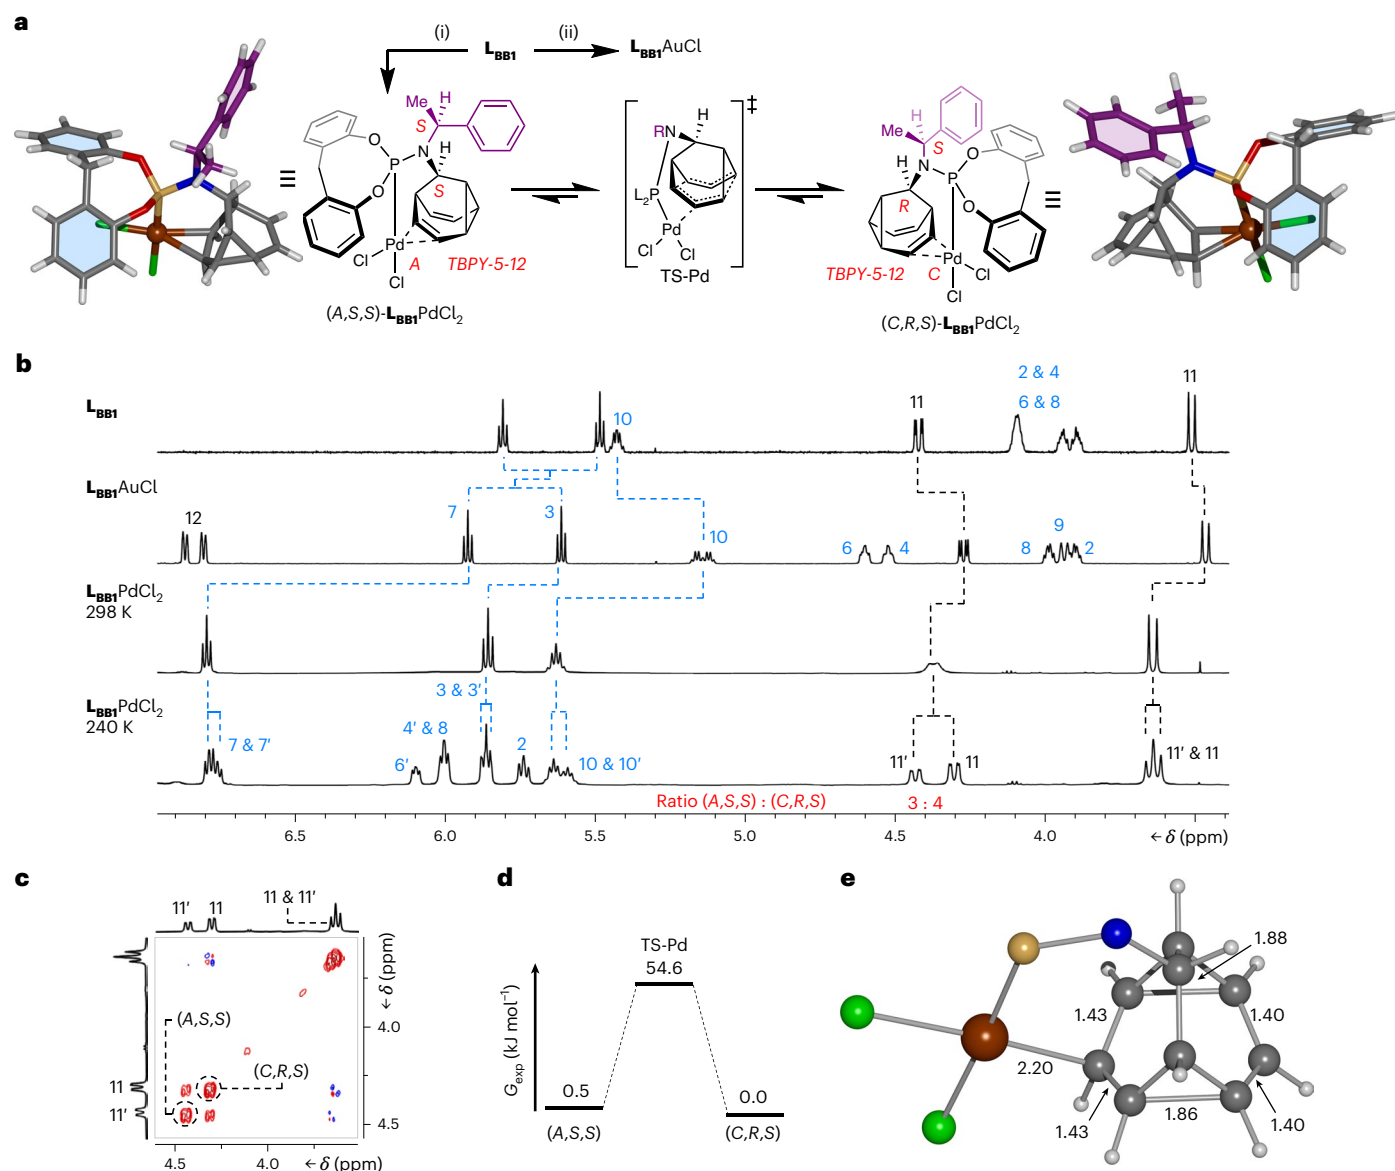 a
(i)
L_BB1
(ii)
L_BB1AuCl
Me
H
S
N
H
O
P
O
S
Pd
Cl
A
Cl
TBPY-5-12
(A,S,S)-L_BB1PdCl2
≡
RN
H
L2P
Pd
Cl
Cl
‡
TS-Pd
H
Me
S
H
N
P
O
O
R
TBPY-5-12
C
Pd
Cl
Cl
(C,R,S)-L_BB1PdCl2
≡
b
L_BB1
10
11
2 & 4
6 & 8
11
L_BB1AuCl
12
7
3
10
6
4
8
9
2
L_BB1PdCl2
298 K
L_BB1PdCl2
240 K
7 & 7′
6′
4′ & 8
3 & 3′
2
10 & 10′
11′
11
11′ & 11
Ratio (A,S,S) : (C,R,S)
3 : 4
6.5
6.0
5.5
5.0
4.5
4.0
← δ (ppm)
c
11′
11
11 & 11′
(A,S,S)
(C,R,S)
11
11′
← δ (ppm)
4.0
4.5
4.5
4.0
← δ (ppm)
d
G_exp (kJ mol⁻¹)
TS-Pd
54.6
0.5
(A,S,S)
0.0
(C,R,S)
e
1.88
1.43
1.40
2.20
1.43
1.86
1.40